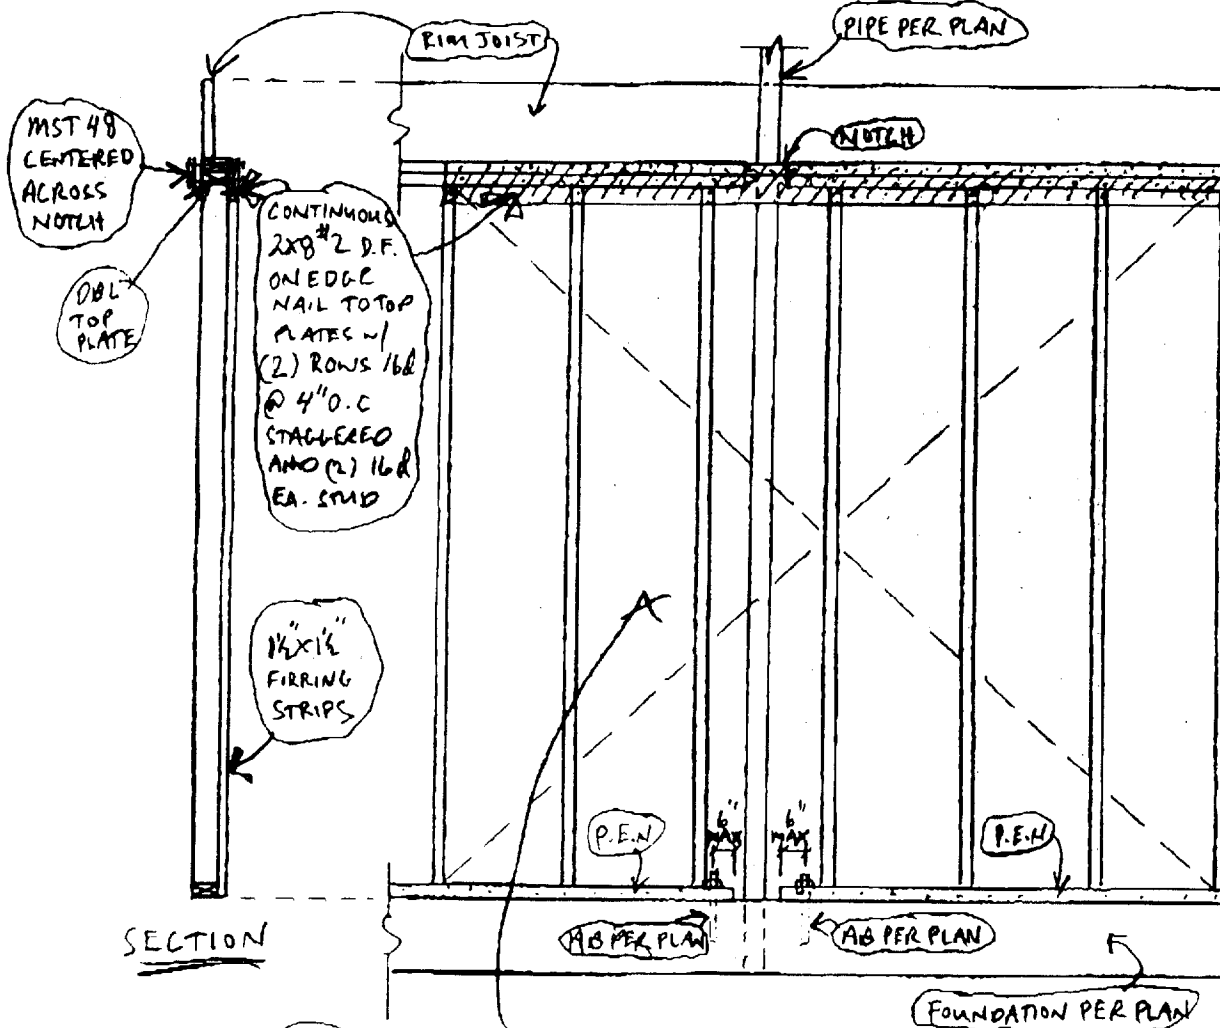 RIM JOIST
PIPE PER PLAN
MST 48
CENTERED
ACROSS
NOTCH
NOTCH
DBL
TOP
PLATE
CONTINUOUS
2X8 #2 D.F.
ON EDGE
NAIL TO TOP
PLATES w/
(2) ROWS 16d
@ 4" O.C
STAGGERED
AND (2) 16d
EA. STUD
1½" X 1½"
FIRRING
STRIPS
P.E.N
6"
MAX
6"
MAX
P.E.N
SECTION
AB PER PLAN
AB PER PLAN
FOUNDATION PER PLAN